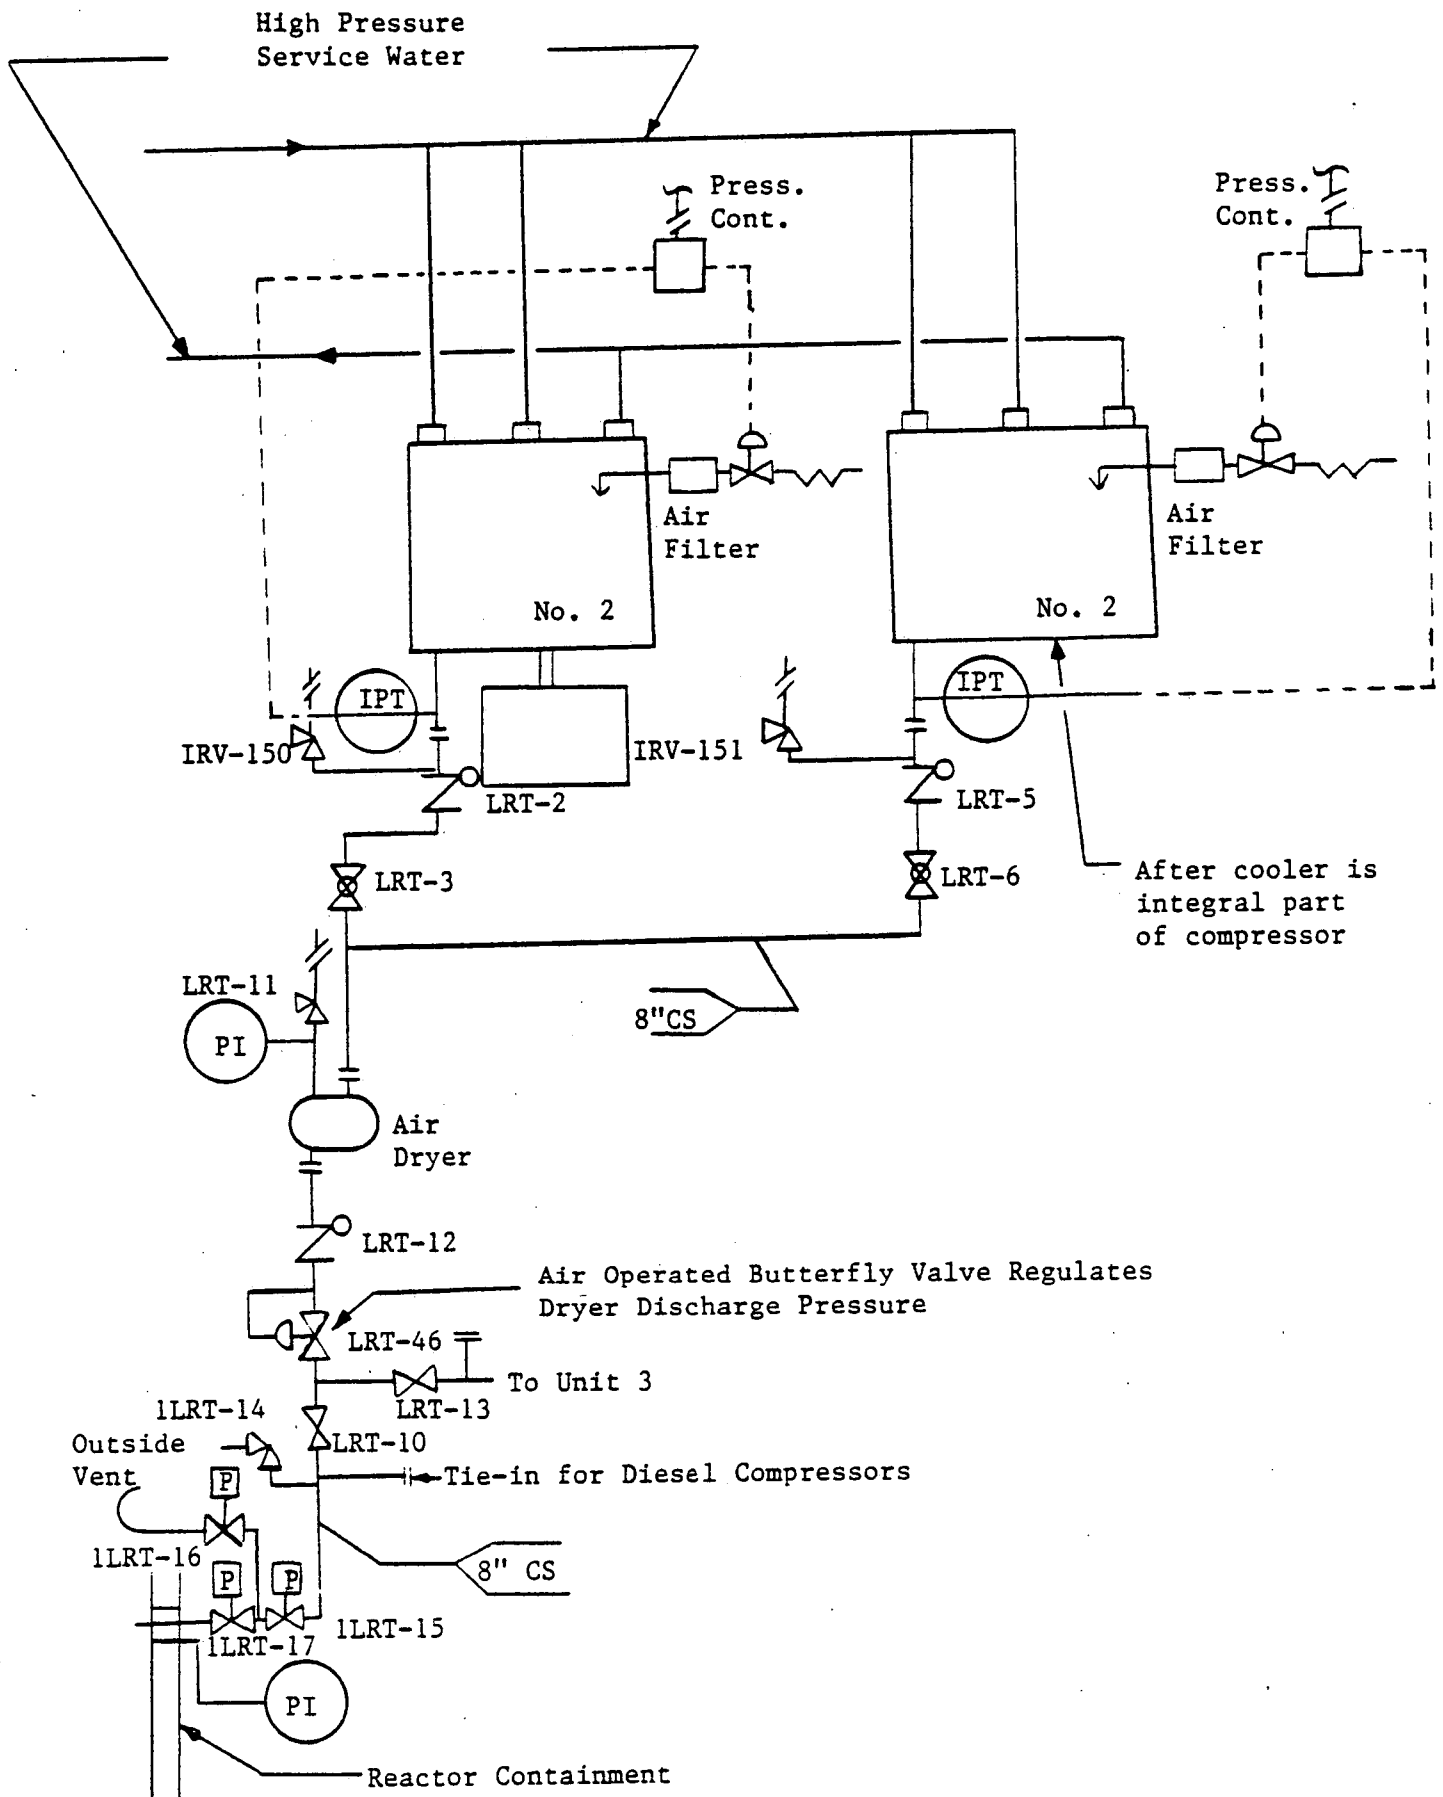 High Pressure
Service Water
Press.
Cont.
Press.
Cont.
Air
Filter
Air
Filter
No. 2
No. 2
IPT
IPT
IRV-150
IRV-151
LRT-2
LRT-5
LRT-3
LRT-6
After cooler is
integral part
of compressor
LRT-11
PI
8"CS
Air
Dryer
LRT-12
Air Operated Butterfly Valve Regulates
Dryer Discharge Pressure
LRT-46
To Unit 3
LRT-13
1LRT-14
LRT-10
Outside
Vent
P
Tie-in for Diesel Compressors
1LRT-16
8" CS
P
P
1LRT-15
1LRT-17
PI
Reactor Containment